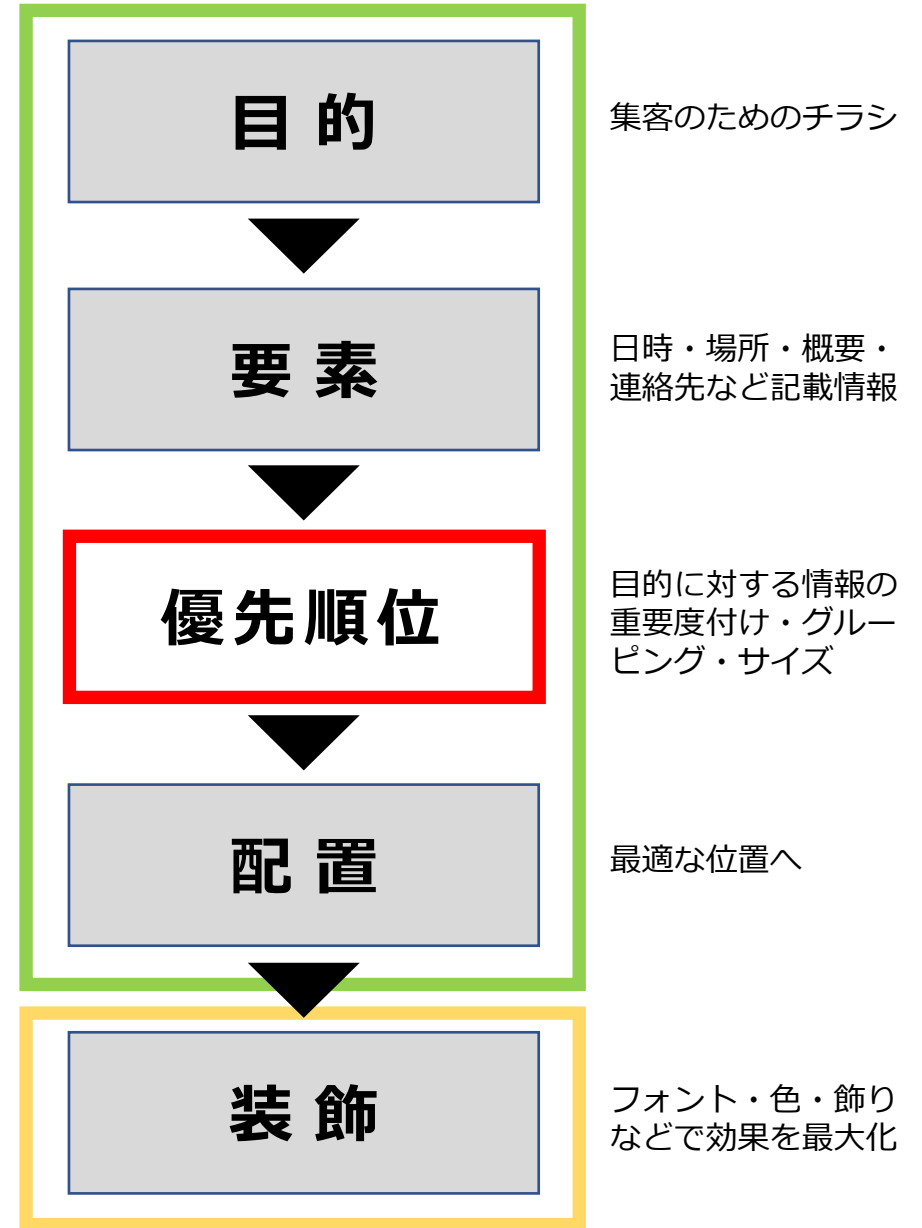 目的
集客のためのチラシ
要素
日時・場所・概要・
連絡先など記載情報
優先順位
目的に対する情報の
重要度付け・グルー
ピング・サイズ
配置
最適な位置へ
装飾
フォント・色・飾り
などで効果を最大化